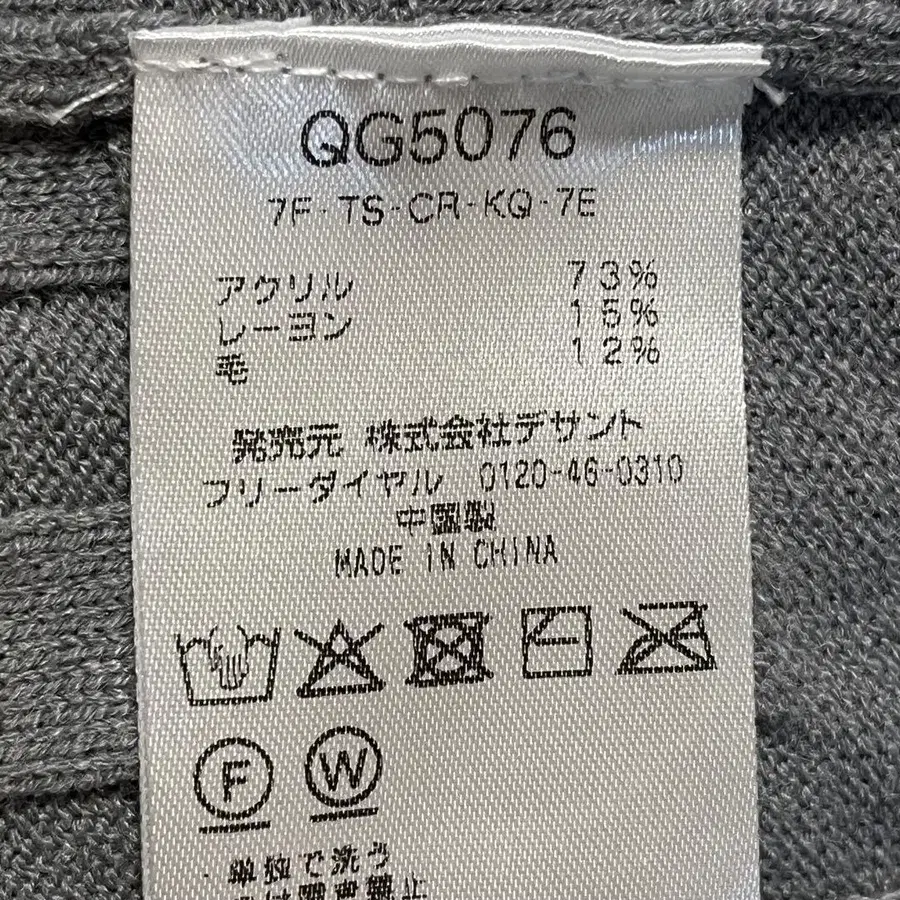 QG5076
7F-TS-CR-KQ-7E
アクリル 73%
レーヨン 15%
毛 12%
発売元 株式会社デサント
フリーダイヤル 0120-46-0310
中國製
MADE IN CHINA
F W
・単独で洗う